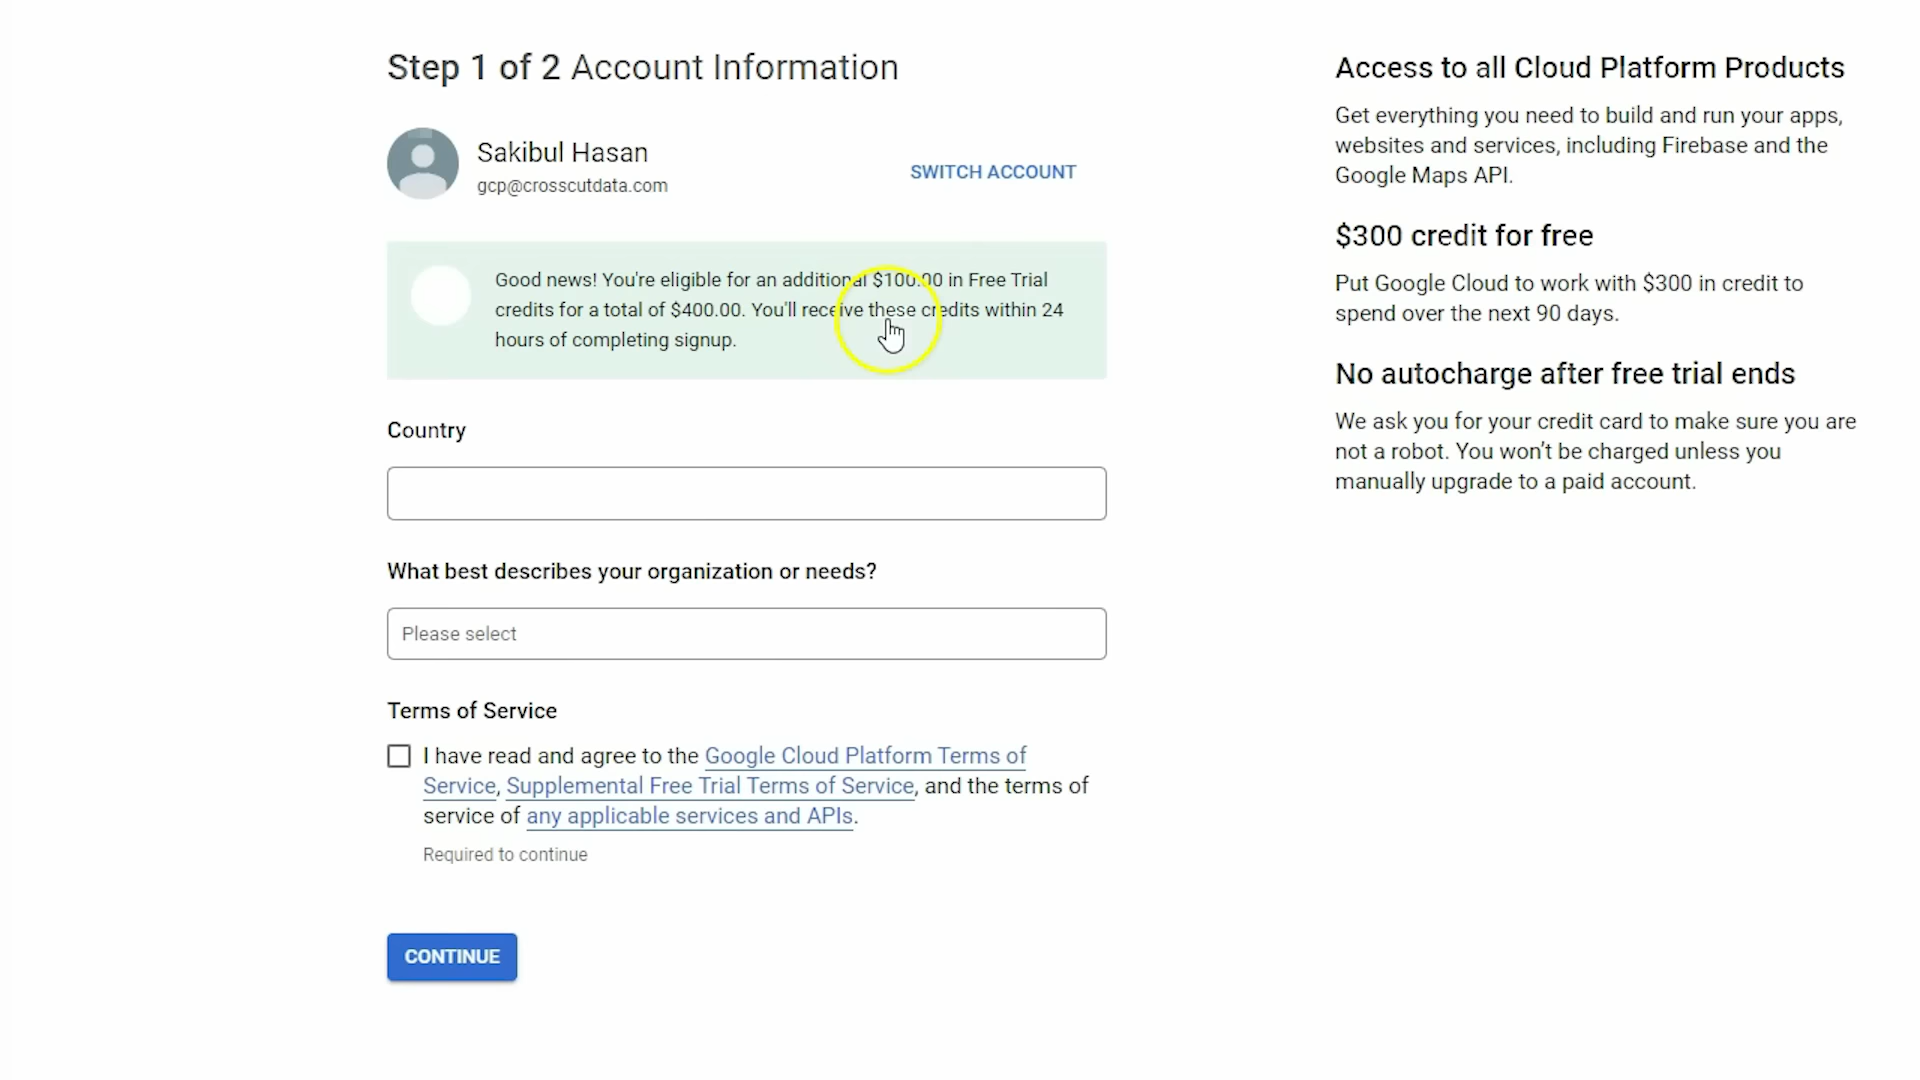 Step 1 of 2 Account Information
Sakibul Hasan
gcp@crosscutdata.com
SWITCH ACCOUNT
Good news! You're eligible for an additional $100.00 in Free Trial
credits for a total of $400.00. You'll receive these credits within 24
hours of completing signup.
Country
What best describes your organization or needs?
Please select
Terms of Service
I have read and agree to the Google Cloud Platform Terms of
Service, Supplemental Free Trial Terms of Service, and the terms of
service of any applicable services and APIs.
Required to continue
CONTINUE
Access to all Cloud Platform Products
Get everything you need to build and run your apps,
websites and services, including Firebase and the
Google Maps API.
$300 credit for free
Put Google Cloud to work with $300 in credit to
spend over the next 90 days.
No autocharge after free trial ends
We ask you for your credit card to make sure you are
not a robot. You won’t be charged unless you
manually upgrade to a paid account.